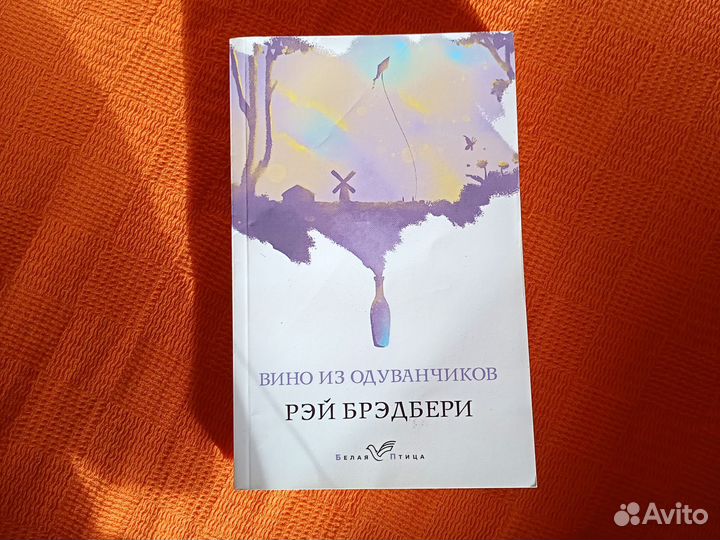 ВИНО ИЗ ОДУВАНЧИКОВ
РЭЙ БРЭДБЕРИ
БЕЛАЯ ПТИЦА
Avito